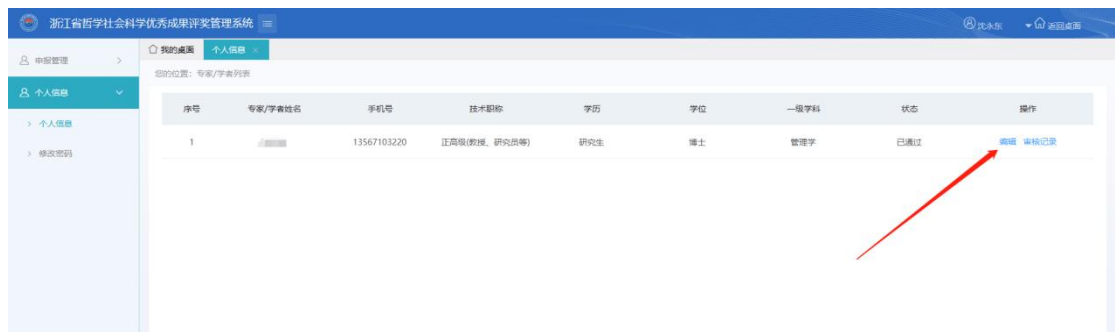 浙江省哲学社会科学优秀成果评奖管理系统
沈永东 返回桌面
申报管理
我的桌面 个人信息 ×
您的位置：专家/学者列表
个人信息
个人信息
修改密码
序号 专家/学者姓名 手机号 技术职称 学历 学位 一级学科 状态 操作
1 13567103220 正高级(教授、研究员等) 研究生 博士 管理学 已通过 编辑 审核记录